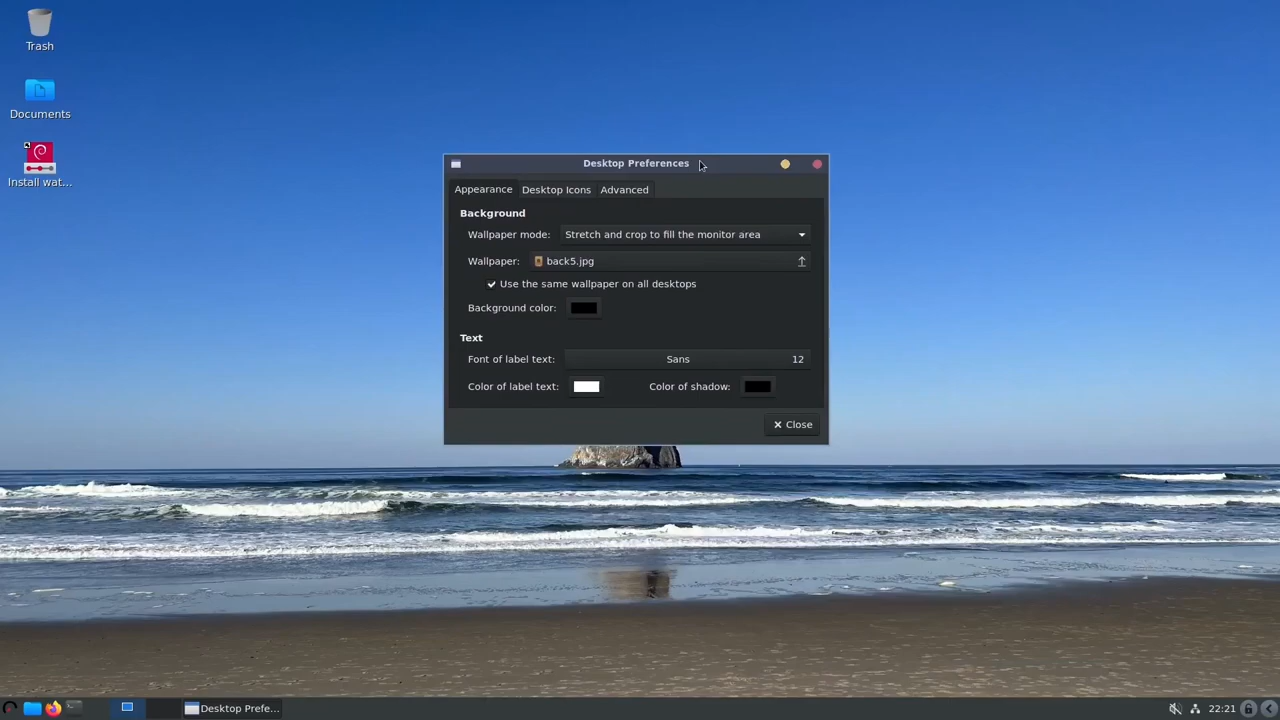 Trash
Documents
Install wat...
Desktop Preferences
Appearance
Desktop Icons
Advanced
Background
Wallpaper mode:
Stretch and crop to fill the monitor area
Wallpaper:
back5.jpg
Use the same wallpaper on all desktops
Background color:
Text
Font of label text:
Sans
12
Color of label text:
Color of shadow:
Close
Desktop Prefe...
22:21